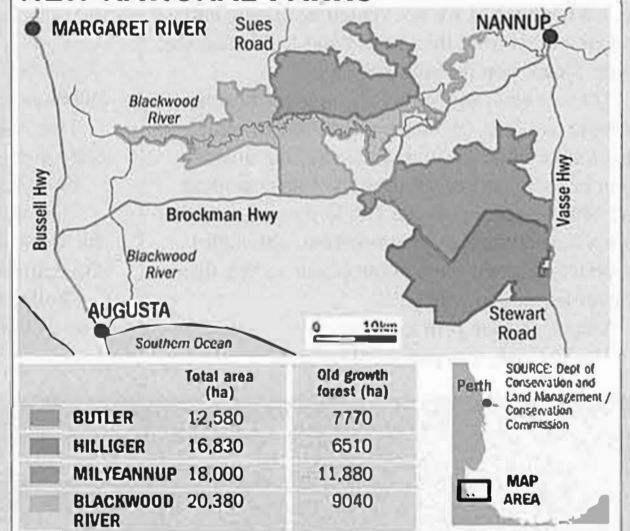 MARGARET RIVER
Sues
Road
NANNUP
Blackwood
River
Bussell Hwy
Brockman Hwy
Vasse Hwy
Blackwood
River
AUGUSTA
Southern Ocean
0 10km
Stewart
Road
Total area
(ha)
Old growth
forest (ha)
BUTLER 12,580 7770
HILLIGER 16,830 6510
MILYEANNUP 18,000 11,880
BLACKWOOD 20,380 9040
RIVER
Perth
SOURCE: Dept of
Conservation and
Land Management /
Conservation
Commission
MAP
AREA